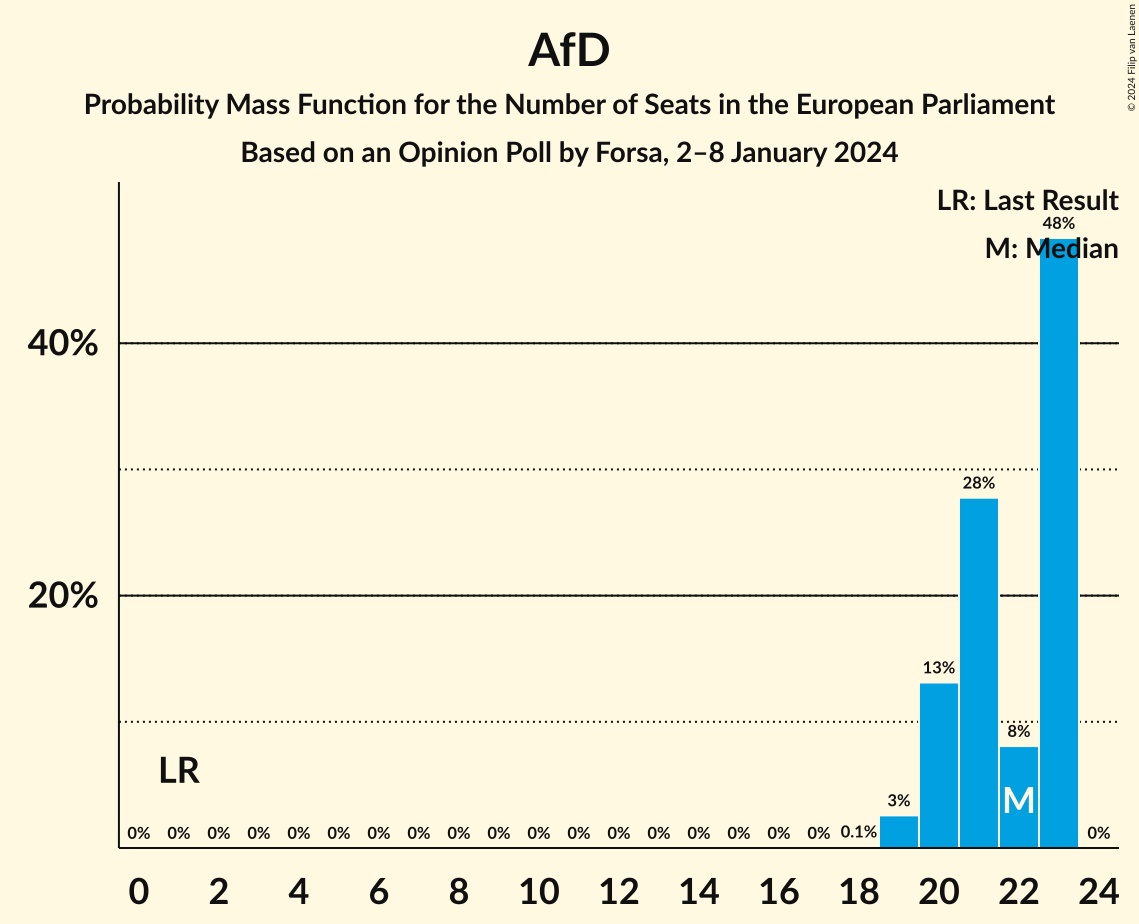 AfD
Probability Mass Function for the Number of Seats in the European Parliament
Based on an Opinion Poll by Forsa, 2–8 January 2024
© 2024 Filip van Laenen
LR: Last Result
48%
M: Median
40%
28%
20%
13%
8%
LR
3%
M
0% 0% 0% 0% 0% 0% 0% 0% 0% 0% 0% 0% 0% 0% 0% 0% 0% 0% 0.1% 0%
0 2 4 6 8 10 12 14 16 18 20 22 24